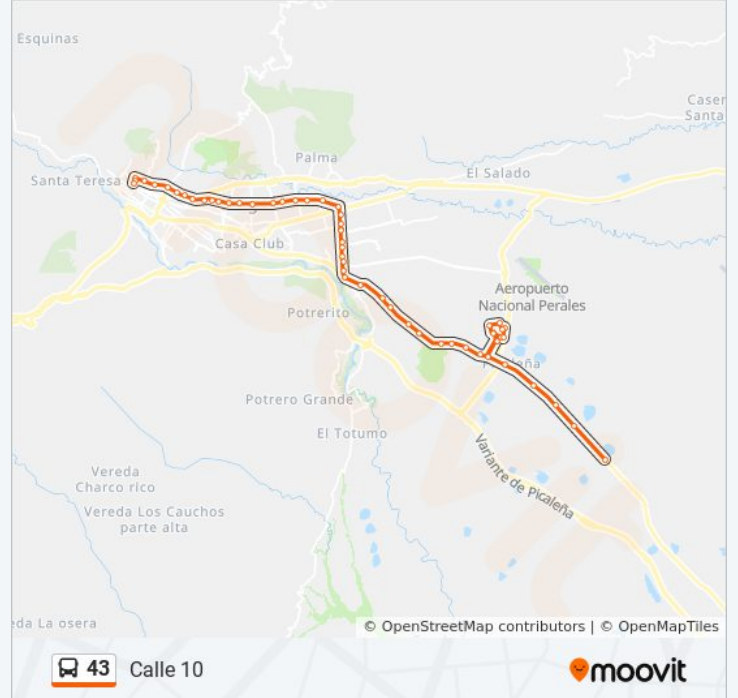 Esquinas
Caser
Santa
Palma
El Salado
Santa Teresa
Casa Club
Aeropuerto
Nacional Perales
Potrerito
Potrero Grande
El Totumo
Variante de Picaleña
Vereda
Charco rico
Vereda Los Cauchos
parte alta
eda La osera
© OpenStreetMap contributors | © OpenMapTiles
43 Calle 10
moovit